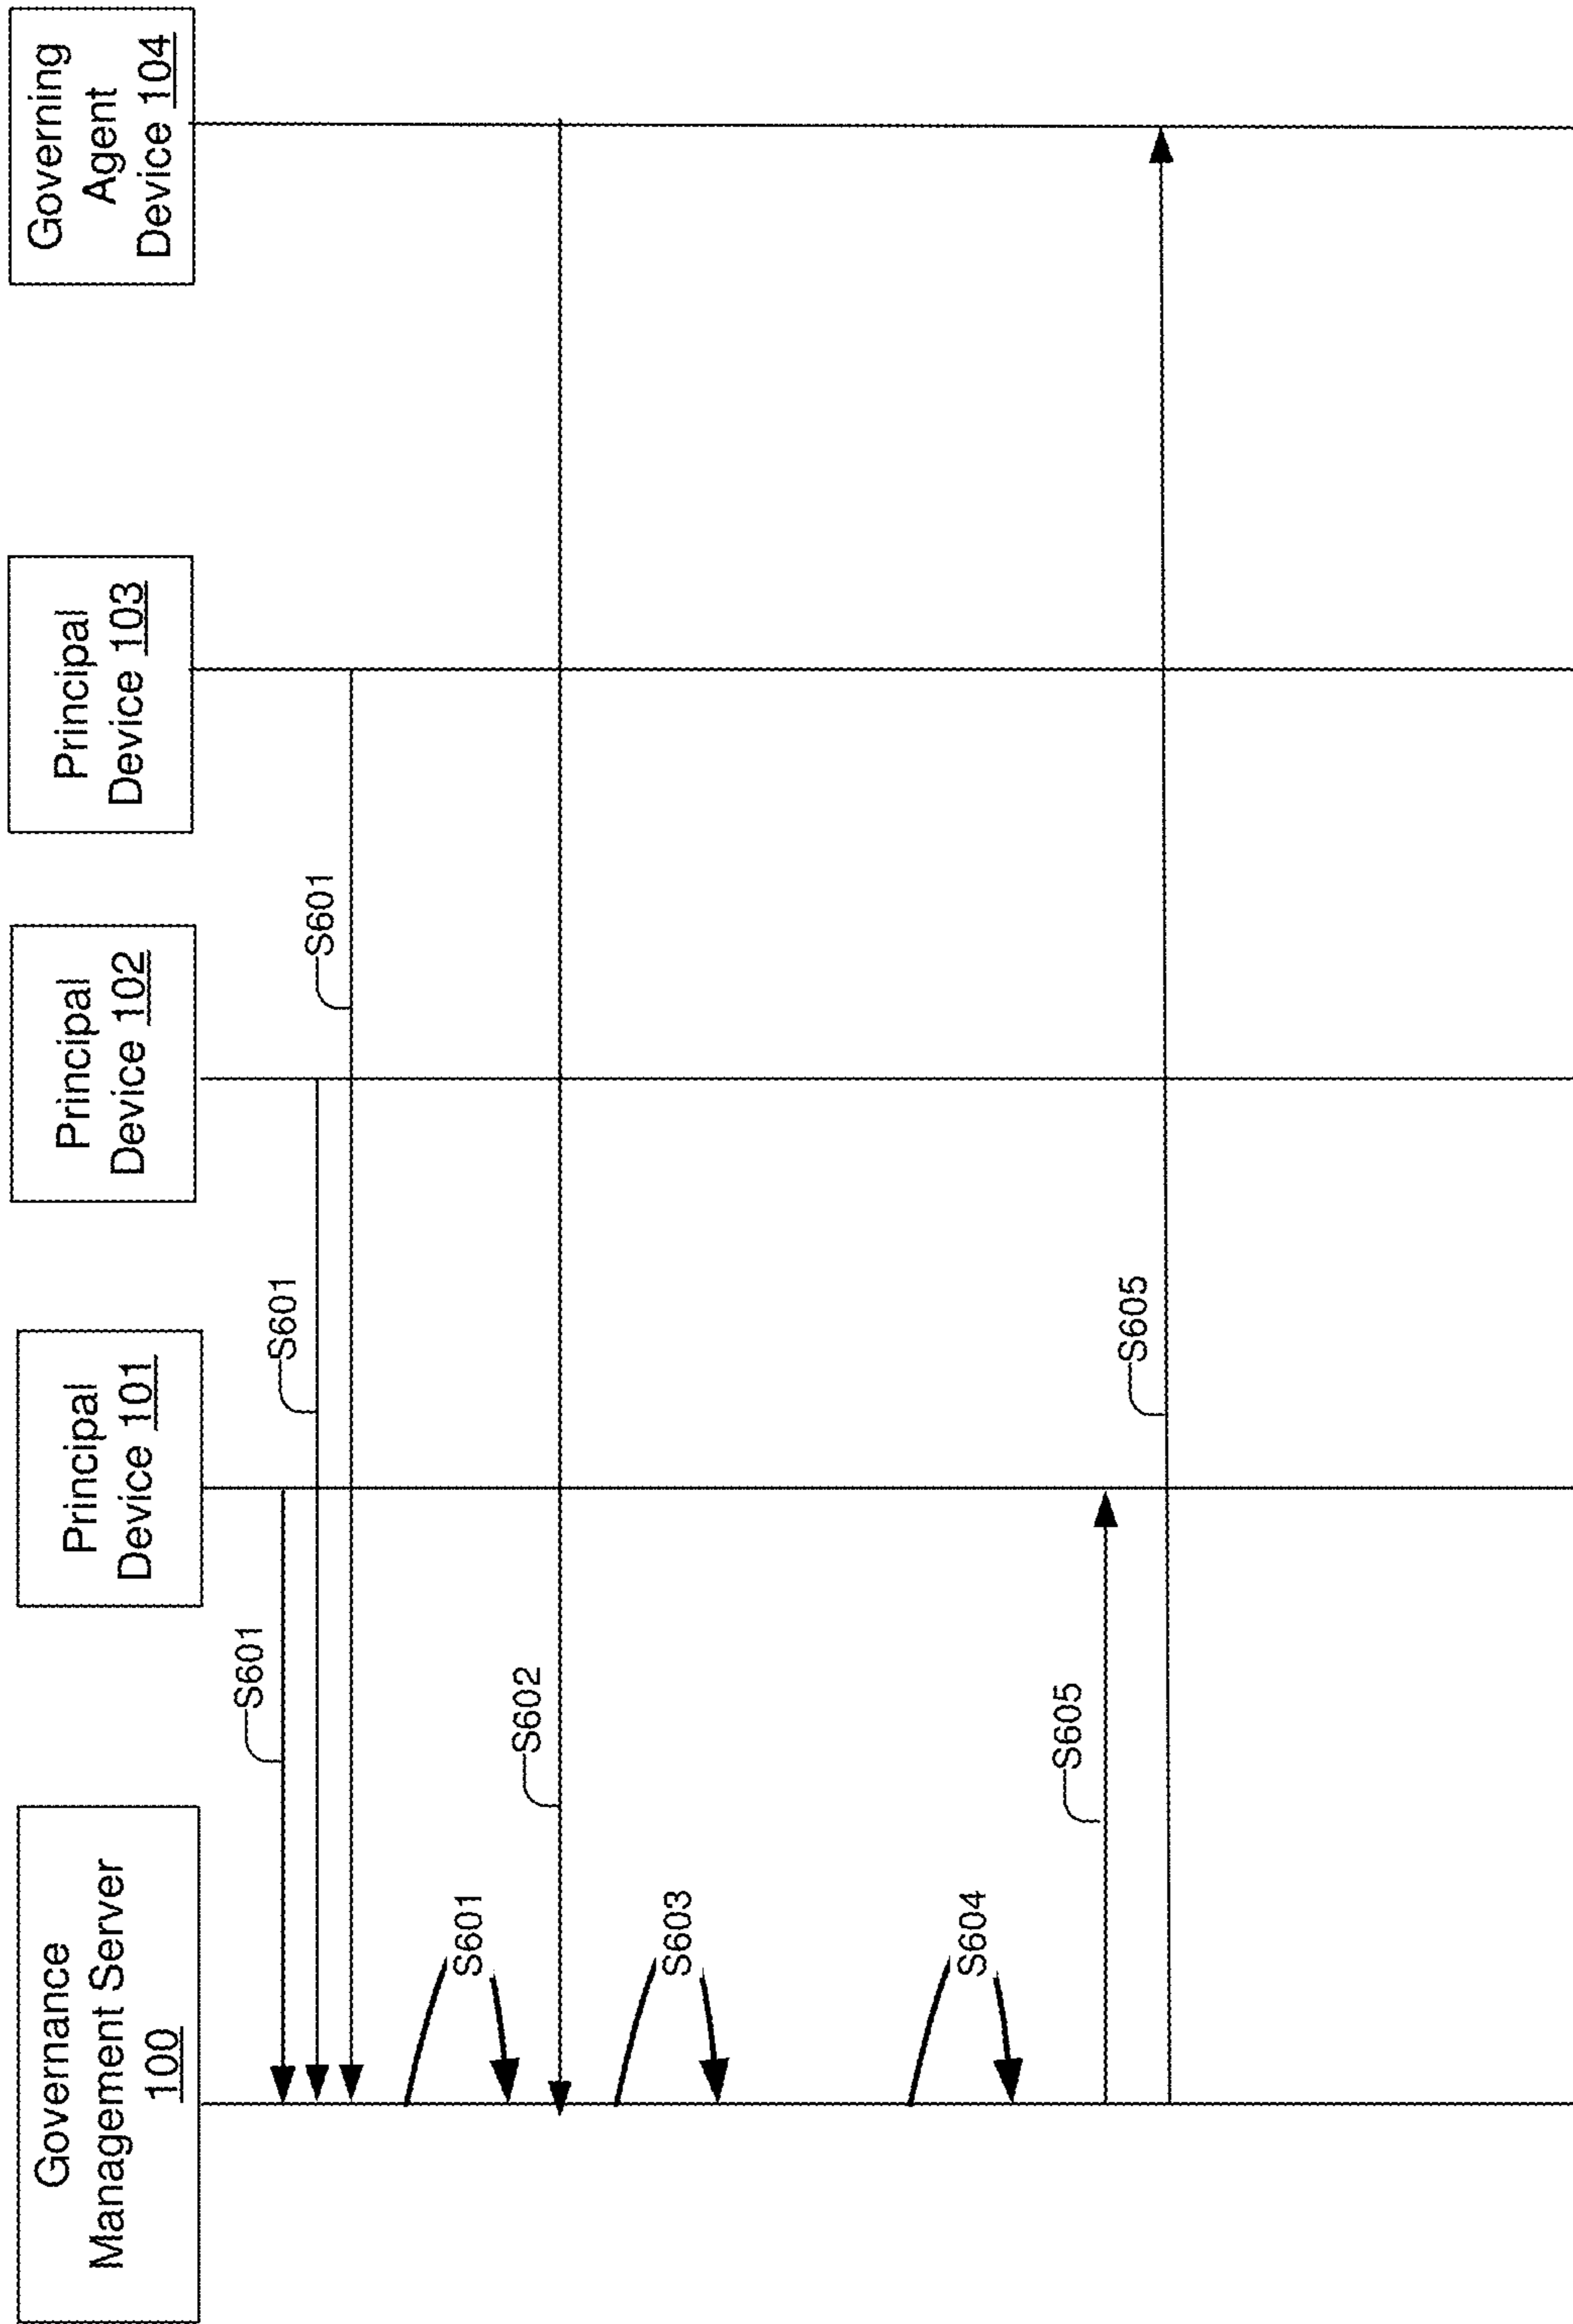 Governance
Management Server
100
Principal
Device 101
Principal
Device 102
Principal
Device 103
Governing
Agent
Device 104
S601
S601
S601
S601
S602
S603
S604
S605
S605